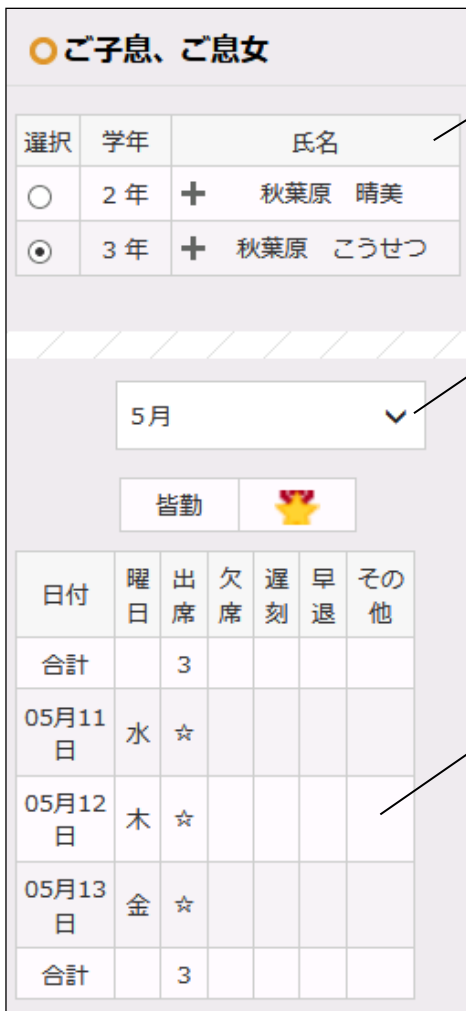 ご子息、ご息女
選択 学年 氏名
2 年 秋葉原 晴美
3 年 秋葉原 こうせつ
5月
皆勤
日付 曜日 出席 欠席 遅刻 早退 その他
合計 3
05月11日 水 ☆
05月12日 木 ☆
05月13日 金 ☆
合計 3